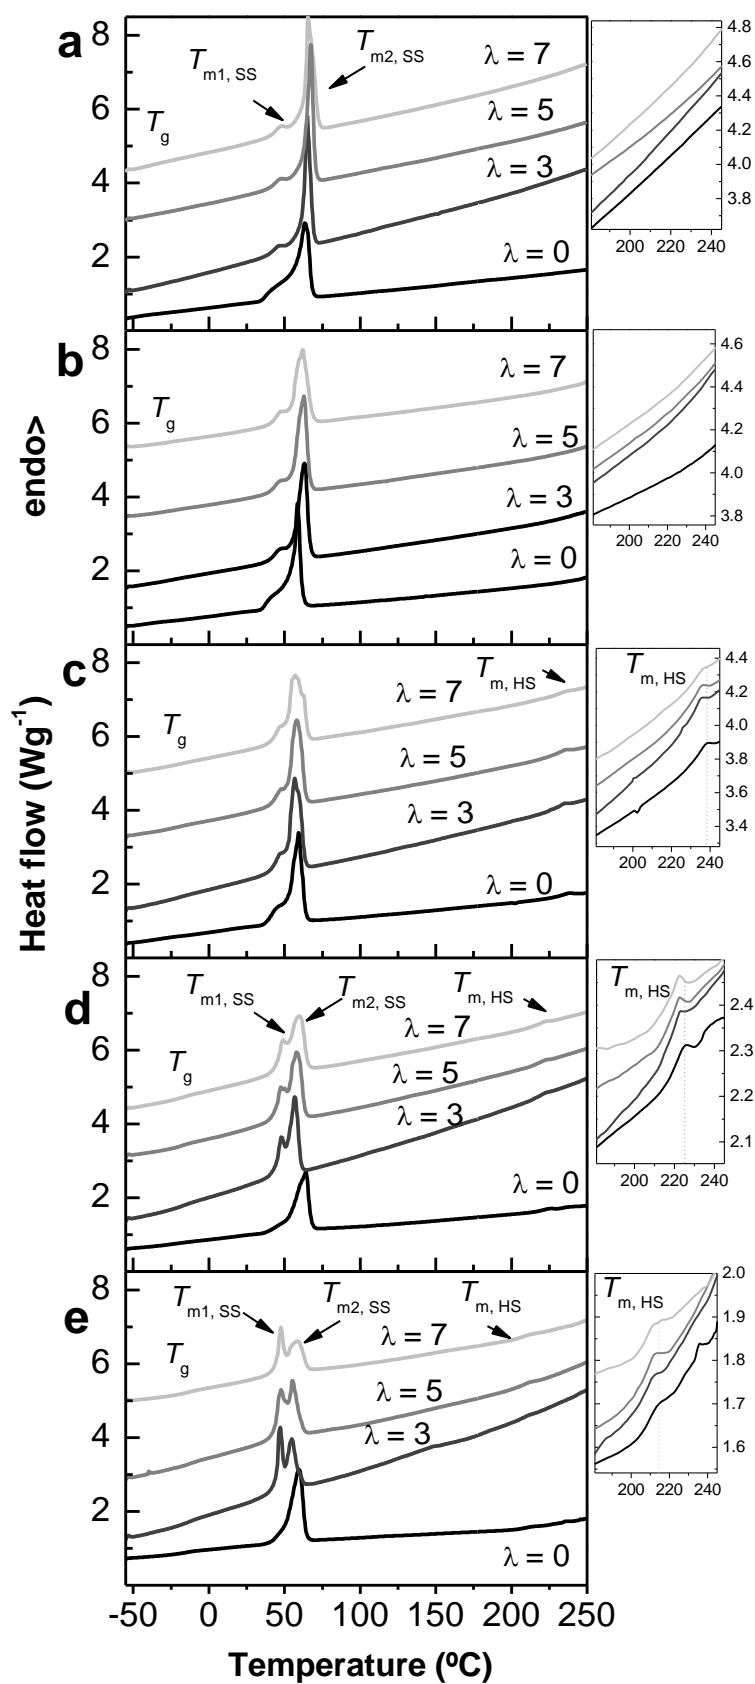 a
8
6
4
2
T m1, SS
T m2, SS
T g
λ = 7
λ = 5
λ = 3
λ = 0
4.8
4.6
4.4
4.2
4.0
3.8
200 220 240
b
8
6
4
2
T g
λ = 7
λ = 5
λ = 3
λ = 0
4.6
4.4
4.2
4.0
3.8
200 220 240
endo>
Heat flow (Wg-1)
c
8
6
4
2
T g
T m, HS
λ = 7
λ = 5
λ = 3
λ = 0
T m, HS
4.4
4.2
4.0
3.8
3.6
3.4
200 220 240
d
8
6
4
2
T m1, SS
T m2, SS
T m, HS
T g
λ = 7
λ = 5
λ = 3
λ = 0
T m, HS
2.4
2.3
2.2
2.1
200 220 240
e
8
6
4
2
T m1, SS
T m2, SS
T m, HS
T g
λ = 7
λ = 5
λ = 3
λ = 0
T m, HS
2.0
1.9
1.8
1.7
1.6
200 220 240
-50 0 50 100 150 200 250
Temperature (ºC)